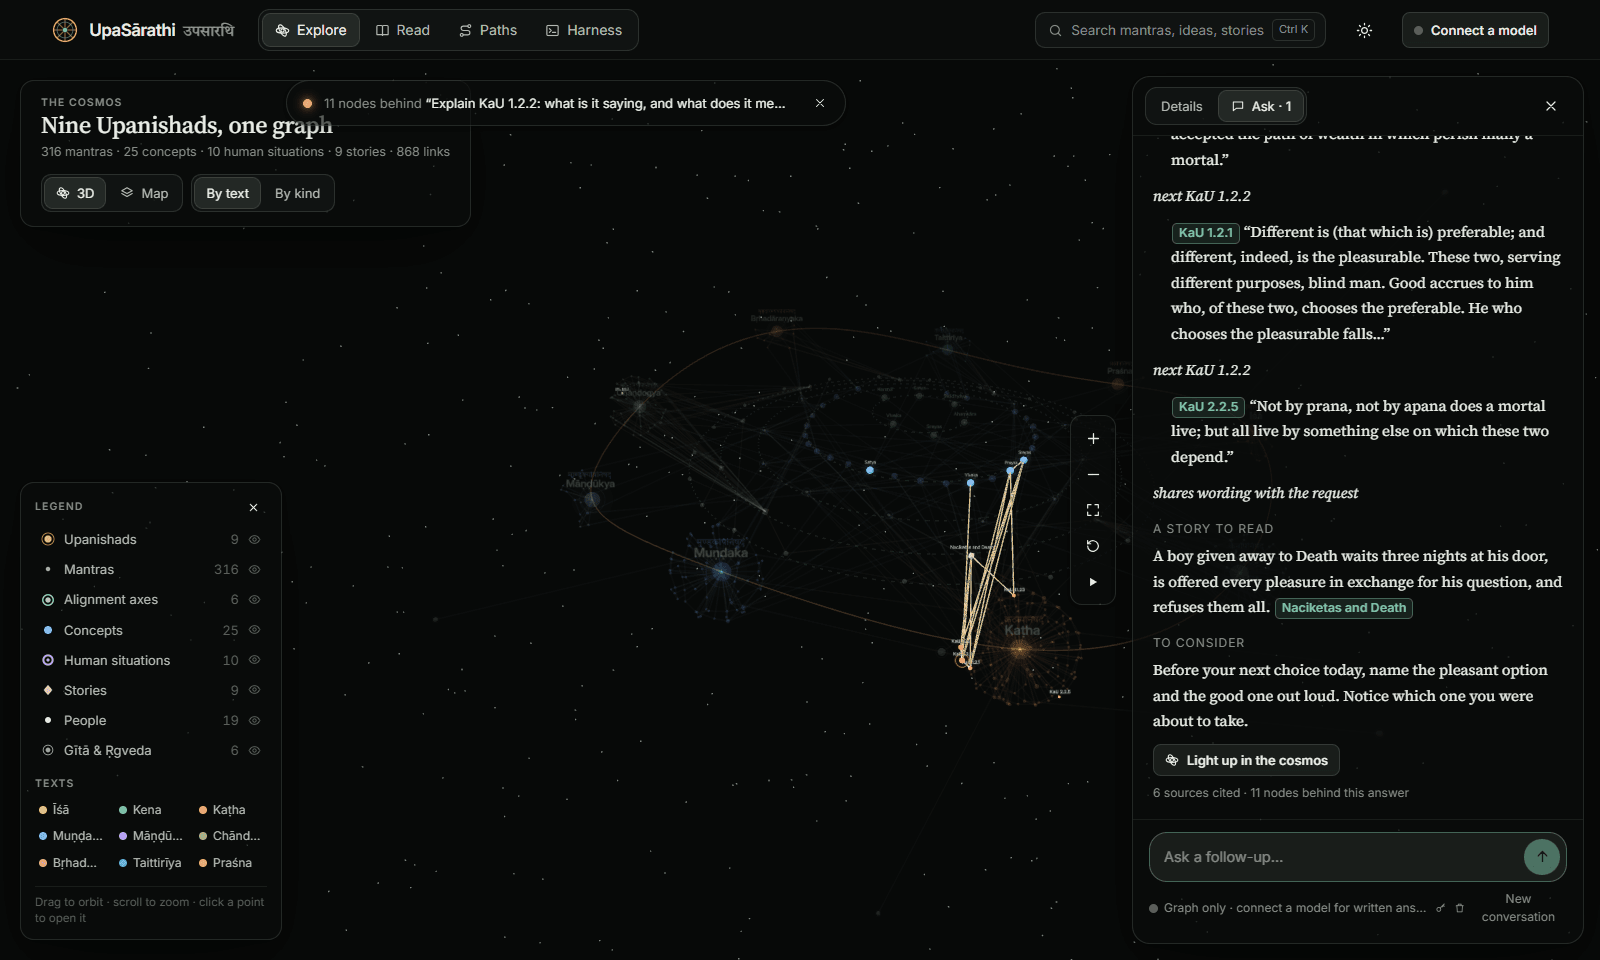 UpaSārathi उपसारथि
Explore
Read
Paths
Harness
Search mantras, ideas, stories
Ctrl K
Connect a model
THE COSMOS
Nine Upanishads, one graph
316 mantras · 25 concepts · 10 human situations · 9 stories · 868 links
3D
Map
By text
By kind
11 nodes behind “Explain KaU 1.2.2: what is it saying, and what does it me...
Māṇḍūkya
Mundaka
Kaṭha
Naciketas and Death
LEGEND
Upanishads 9
Mantras 316
Alignment axes 6
Concepts 25
Human situations 10
Stories 9
People 19
Gītā & Ṛgveda 6
TEXTS
Īśā
Kena
Kaṭha
Muṇḍa...
Māṇḍū...
Chānd...
Bṛhad...
Taittirīya
Praśna
Drag to orbit · scroll to zoom · click a point
to open it
Details
Ask · 1
accepted the path of wealth in which perish many a
mortal.”
next KaU 1.2.2
KaU 1.2.1 “Different is (that which is) preferable; and
different, indeed, is the pleasurable. These two, serving
different purposes, blind man. Good accrues to him
who, of these two, chooses the preferable. He who
chooses the pleasurable falls...”
next KaU 1.2.2
KaU 2.2.5 “Not by prana, not by apana does a mortal
live; but all live by something else on which these two
depend.”
shares wording with the request
A STORY TO READ
A boy given away to Death waits three nights at his door,
is offered every pleasure in exchange for his question, and
refuses them all. Naciketas and Death
TO CONSIDER
Before your next choice today, name the pleasant option
and the good one out loud. Notice which one you were
about to take.
Light up in the cosmos
6 sources cited · 11 nodes behind this answer
Ask a follow-up...
Graph only · connect a model for written ans...
New
conversation